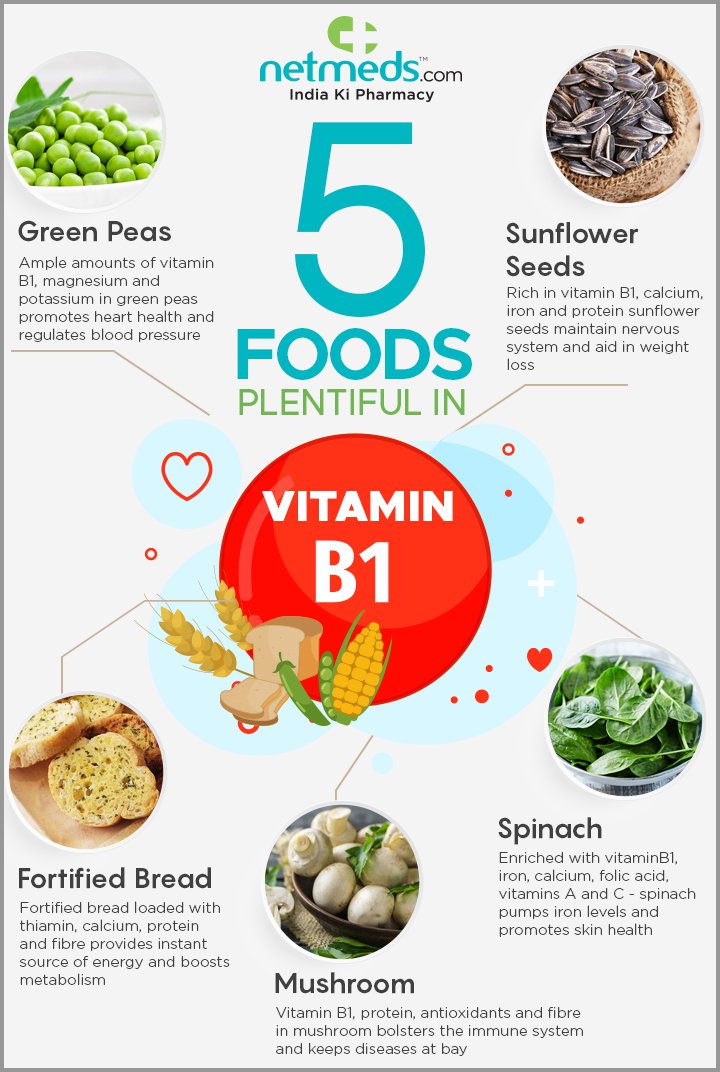 netmeds.com™
India Ki Pharmacy
5
FOODS
PLENTIFUL IN
VITAMIN
B1
Green Peas
Ample amounts of vitamin
B1, magnesium and
potassium in green peas
promotes heart health and
regulates blood pressure
Sunflower
Seeds
Rich in vitamin B1, calcium,
iron and protein sunflower
seeds maintain nervous
system and aid in weight
loss
Fortified Bread
Fortified bread loaded with
thiamin, calcium, protein
and fibre provides instant
source of energy and boosts
metabolism
Mushroom
Vitamin B1, protein, antioxidants and fibre
in mushroom bolsters the immune system
and keeps diseases at bay
Spinach
Enriched with vitaminB1,
iron, calcium, folic acid,
vitamins A and C - spinach
pumps iron levels and
promotes skin health